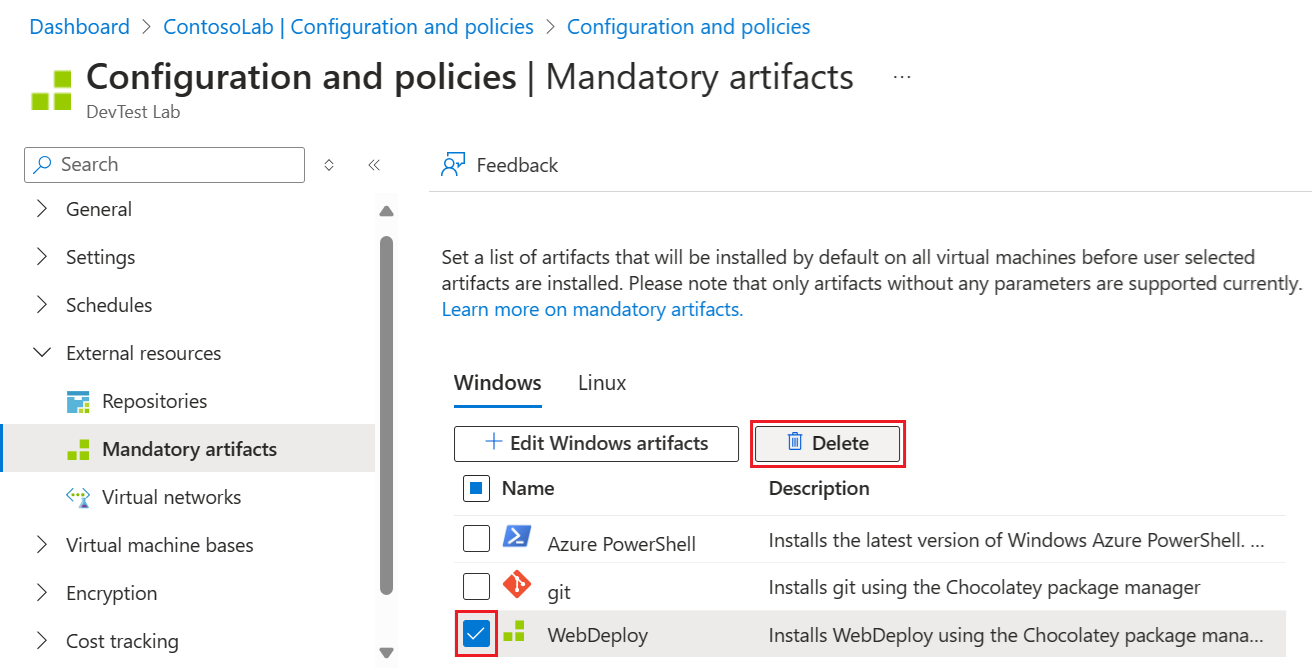 Dashboard > ContosoLab | Configuration and policies > Configuration and policies
Configuration and policies | Mandatory artifacts ...
DevTest Lab
Search
General
Settings
Schedules
External resources
Repositories
Mandatory artifacts
Virtual networks
Virtual machine bases
Encryption
Cost tracking
Feedback
Set a list of artifacts that will be installed by default on all virtual machines before user selected
artifacts are installed. Please note that only artifacts without any parameters are supported currently.
Learn more on mandatory artifacts.
Windows Linux
+ Edit Windows artifacts Delete
Name Description
Azure PowerShell Installs the latest version of Windows Azure PowerShell. ...
git Installs git using the Chocolatey package manager
WebDeploy Installs WebDeploy using the Chocolatey package mana...